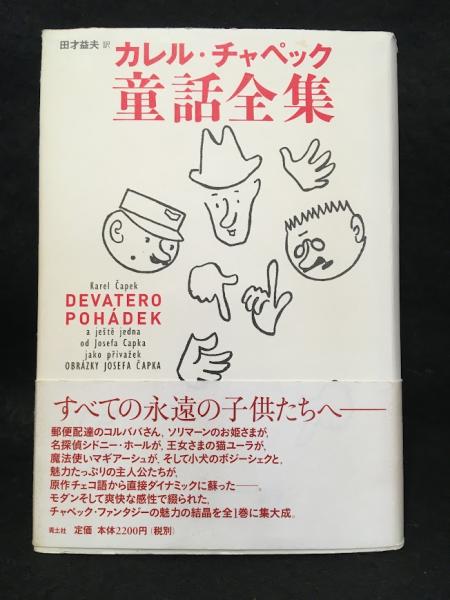 田才益夫 訳
カレル・チャペック
童話全集
Karel Čapek
DEVATERO
POHÁDEK
a ještě jedna
od Josefa Capka
jako přívažek
OBRÁZKY JOSEFA ČAPKA
すべての永遠の子供たちへ――
郵便配達のコルババさん、ソリマーンのお姫さまが、
名探偵シドニー・ホールが、王女さまの猫ユーラが、
魔法使いマギアーシュが、そして小犬のボジーシェクと、
魅力たっぷりの主人公たちが、
原作チェコ語から直接ダイナミックに蘇った――。
モダンそして爽快な感性で綴られた、
チャペック・ファンタジーの魅力の結晶を全1巻に集大成。
青土社 定価 本体2200円(税別)